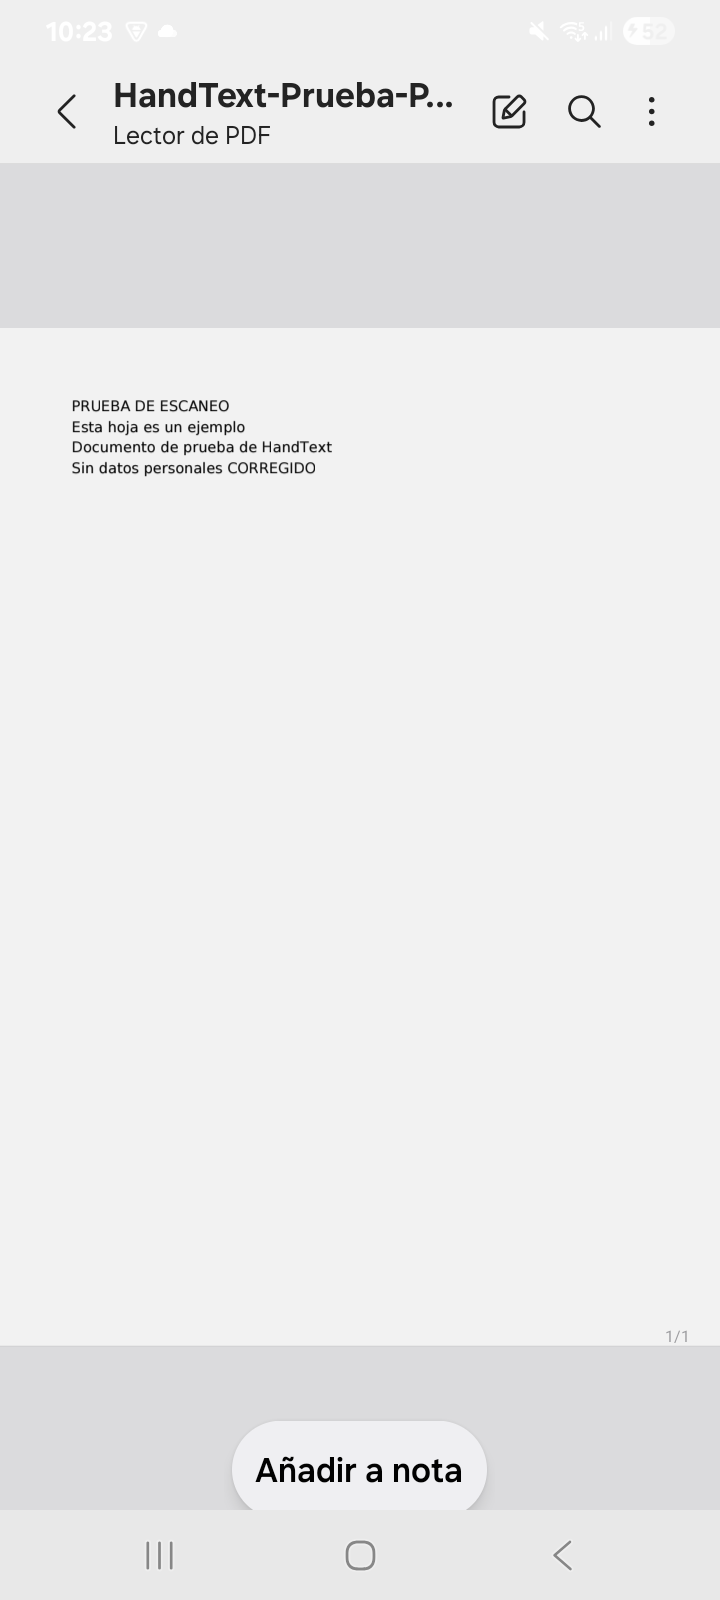 10:23
52
HandText-Prueba-P...
Lector de PDF
PRUEBA DE ESCANEO
Esta hoja es un ejemplo
Documento de prueba de HandText
Sin datos personales CORREGIDO
1/1
Añadir a nota